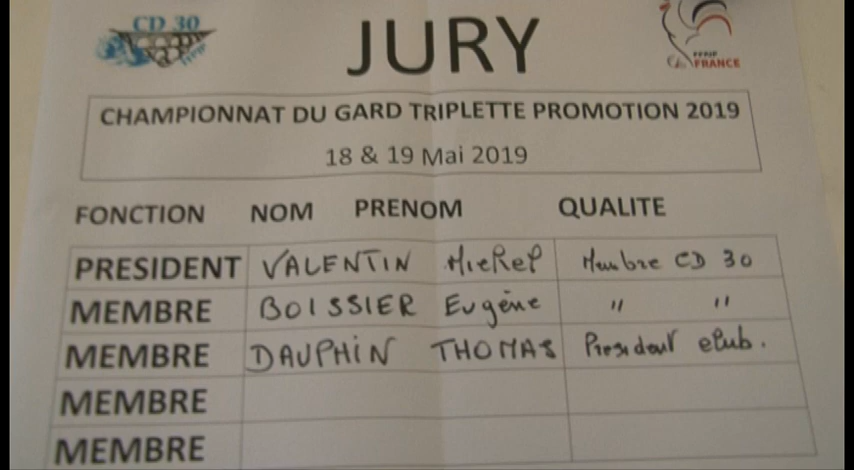 CD 30
JURY
FFPJP
FRANCE
CHAMPIONNAT DU GARD TRIPLETTE PROMOTION 2019
18 & 19 Mai 2019
FONCTION NOM PRENOM QUALITE
PRESIDENT VALENTIN Michel Membre CD 30
MEMBRE BOISSIER Eugène " "
MEMBRE DAUPHIN THOMAS President club.
MEMBRE
MEMBRE